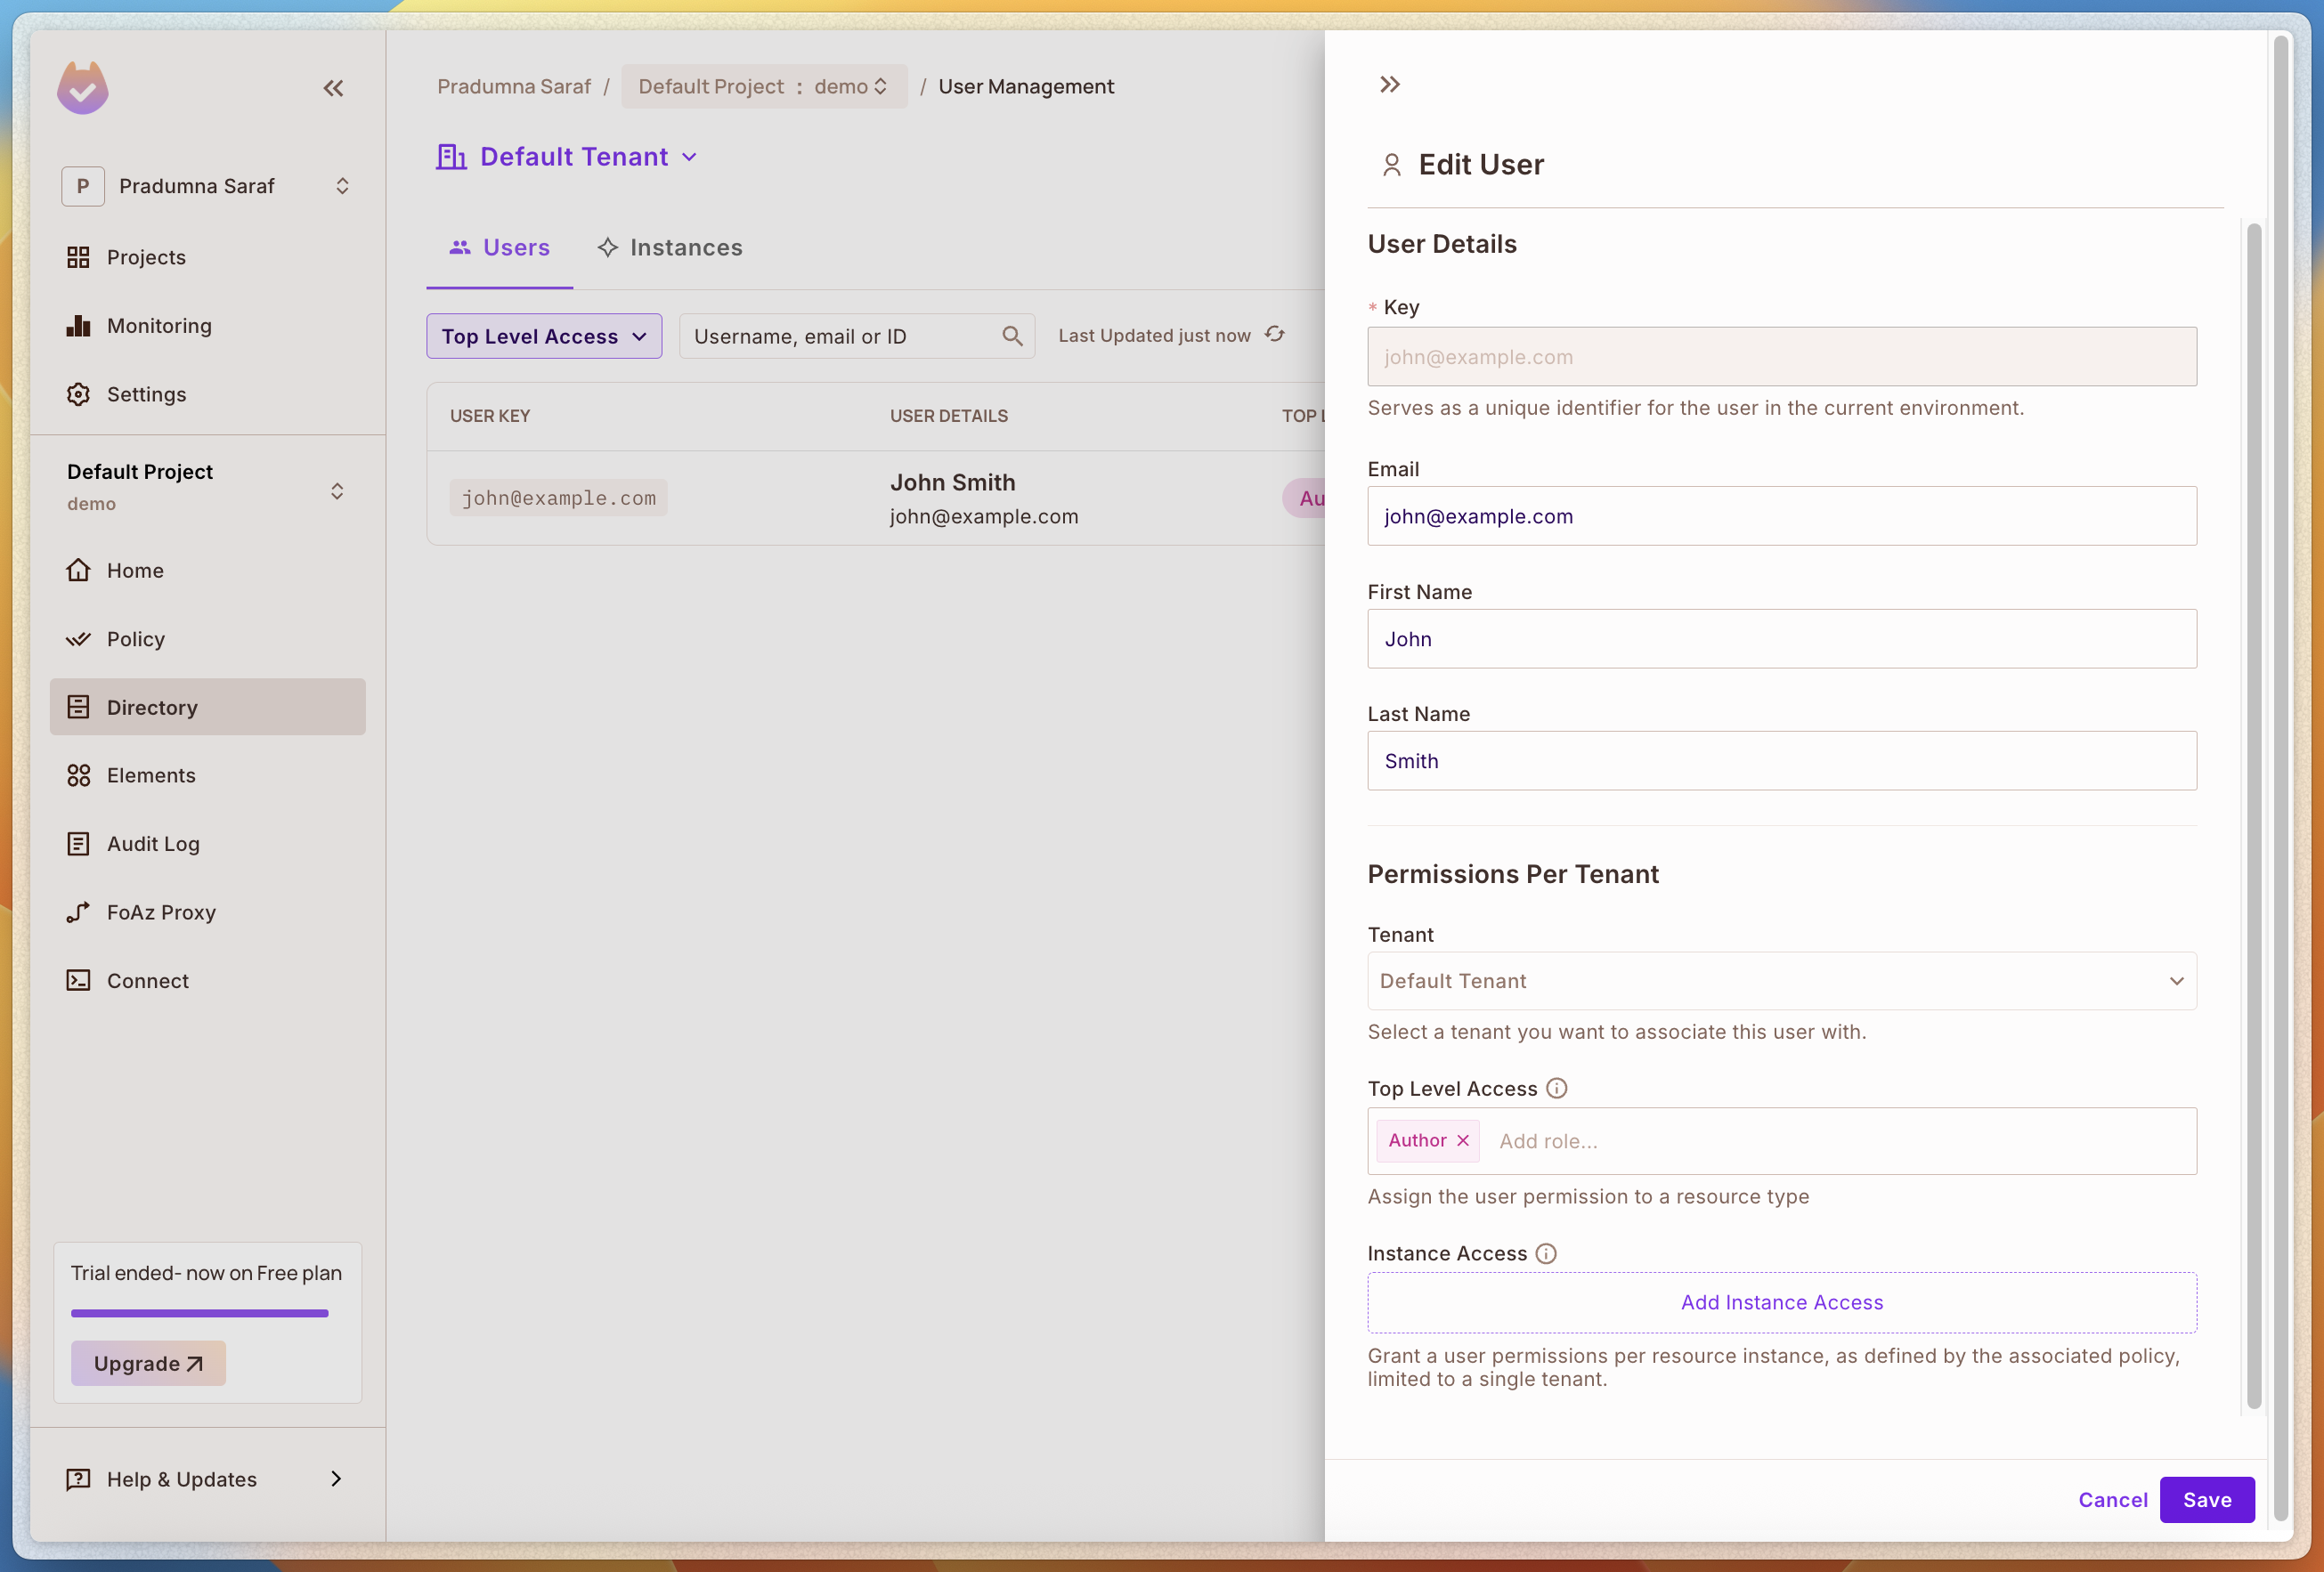 P
Pradumna Saraf
Projects
Monitoring
Settings
Default Project
demo
Home
Policy
Directory
Elements
Audit Log
FoAz Proxy
Connect
Trial ended- now on Free plan
Upgrade
Help & Updates
Pradumna Saraf / Default Project : demo / User Management
Default Tenant
Users
Instances
Top Level Access
Username, email or ID
Last Updated just now
USER KEY
USER DETAILS
TOP L
john@example.com
John Smith
john@example.com
Au
Edit User
User Details
* Key
john@example.com
Serves as a unique identifier for the user in the current environment.
Email
john@example.com
First Name
John
Last Name
Smith
Permissions Per Tenant
Tenant
Default Tenant
Select a tenant you want to associate this user with.
Top Level Access
Author
Add role...
Assign the user permission to a resource type
Instance Access
Add Instance Access
Grant a user permissions per resource instance, as defined by the associated policy,
limited to a single tenant.
Cancel
Save